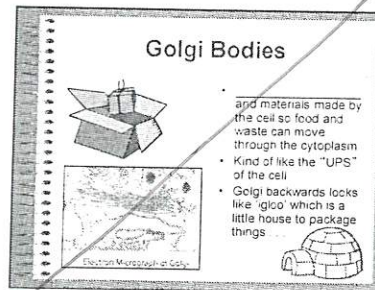 Golgi Bodies
• ____________
and materials made by
the cell so food and
waste can move
through the cytoplasm
• Kind of like the "UPS"
of the cell
• Golgi backwards looks
like 'igloo' which is a
little house to package
things
Electron Micrograph of Golgi